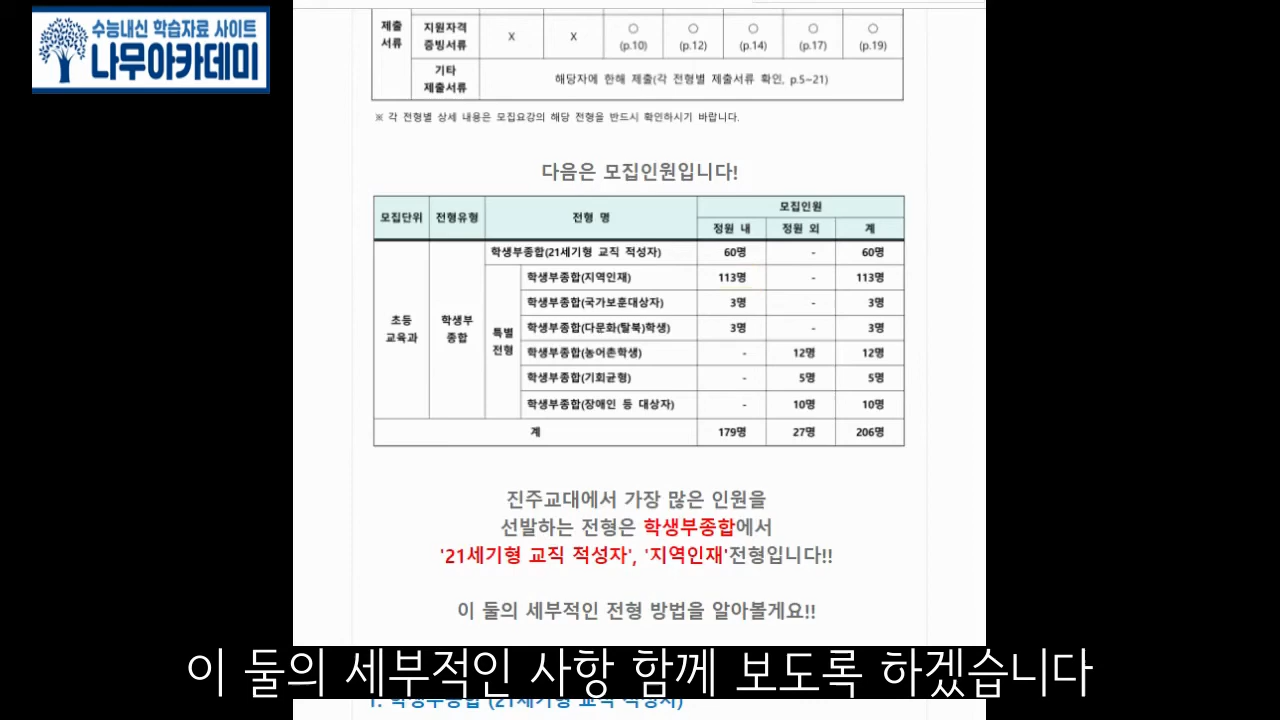 수능내신 학습자료 사이트
나무아카데미
제출
서류
지원자격
증빙서류
X
X
○
(p.10)
○
(p.12)
○
(p.14)
○
(p.17)
○
(p.19)
기타
제출서류
해당자에 한해 제출(각 전형별 제출서류 확인, p.5~21)
※ 각 전형별 상세 내용은 모집요강의 해당 전형을 반드시 확인하시기 바랍니다.
다음은 모집인원입니다!
모집단위 전형유형 전형 명 모집인원
정원 내 정원 외 계
초등
교육과
학생부
종합
학생부종합(21세기형 교직 적성자) 60명 - 60명
특별
전형
학생부종합(지역인재) 113명 - 113명
학생부종합(국가보훈대상자) 3명 - 3명
학생부종합(다문화(탈북)학생) 3명 - 3명
학생부종합(농어촌학생) - 12명 12명
학생부종합(기회균형) - 5명 5명
학생부종합(장애인 등 대상자) - 10명 10명
계 179명 27명 206명
진주교대에서 가장 많은 인원을
선발하는 전형은 학생부종합에서
'21세기형 교직 적성자', '지역인재'전형입니다!!
이 둘의 세부적인 전형 방법을 알아볼게요!!
이 둘의 세부적인 사항 함께 보도록 하겠습니다
1. 학생부종합 (21세기형 교직 적성자)